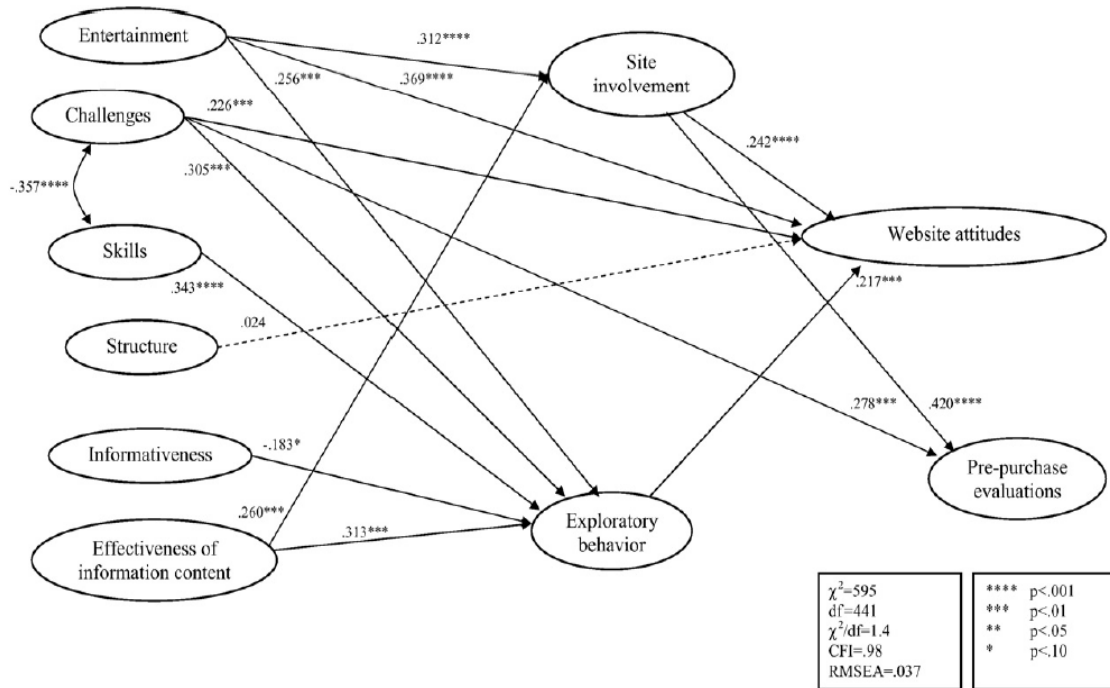 Entertainment
.312****
Site
involvement
.256***
.369****
Challenges
.226***
.242****
.305***
-.357****
Skills
Website attitudes
.343****
.217***
.024
Structure
.278***
.420****
Informativeness
-.183*
Pre-purchase
evaluations
.260***
.313***
Exploratory
behavior
Effectiveness of
information content
χ²=595
df=441
χ²/df=1.4
CFI=.98
RMSEA=.037
**** p<.001
*** p<.01
** p<.05
* p<.10